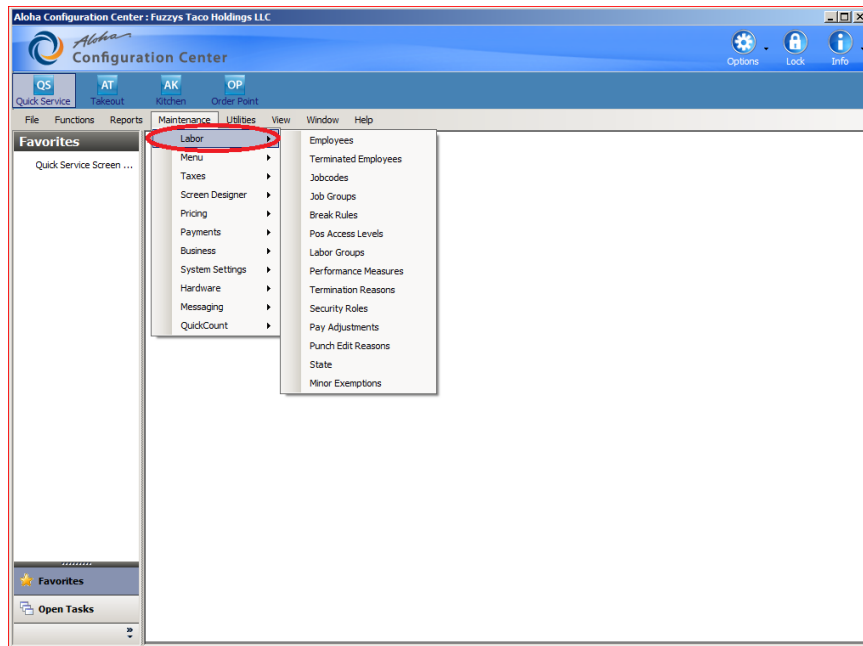 Aloha Configuration Center : Fuzzys Taco Holdings LLC
Aloha
Configuration Center
Options
Lock
Info
QS
Quick Service
AT
Takeout
AK
Kitchen
OP
Order Point
File Functions Reports Maintenance Utilities View Window Help
Favorites
Quick Service Screen ...
Labor
Menu
Taxes
Screen Designer
Pricing
Payments
Business
System Settings
Hardware
Messaging
QuickCount
Employees
Terminated Employees
Jobcodes
Job Groups
Break Rules
Pos Access Levels
Labor Groups
Performance Measures
Termination Reasons
Security Roles
Pay Adjustments
Punch Edit Reasons
State
Minor Exemptions
Favorites
Open Tasks